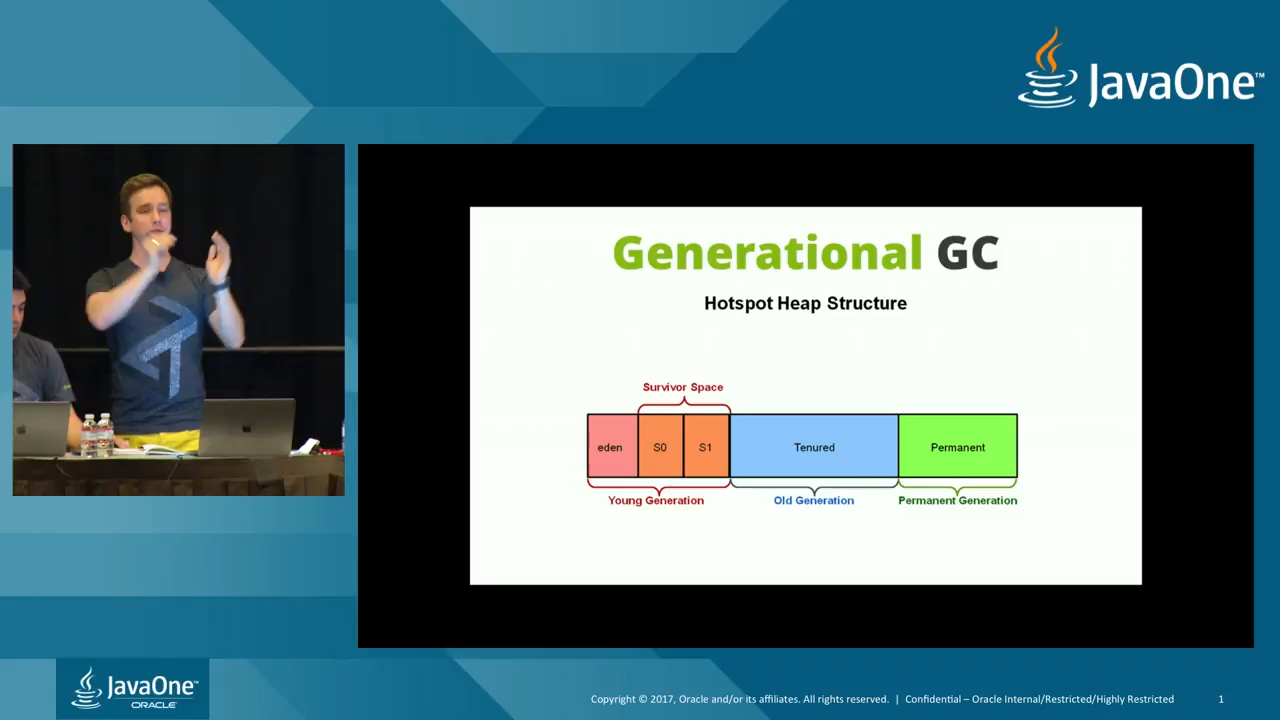 JavaOne™
Generational GC
Hotspot Heap Structure
Survivor Space
eden
S0
S1
Tenured
Permanent
Young Generation
Old Generation
Permanent Generation
JavaOne™
ORACLE
Copyright © 2017, Oracle and/or its affiliates. All rights reserved. | Confidential – Oracle Internal/Restricted/Highly Restricted
1